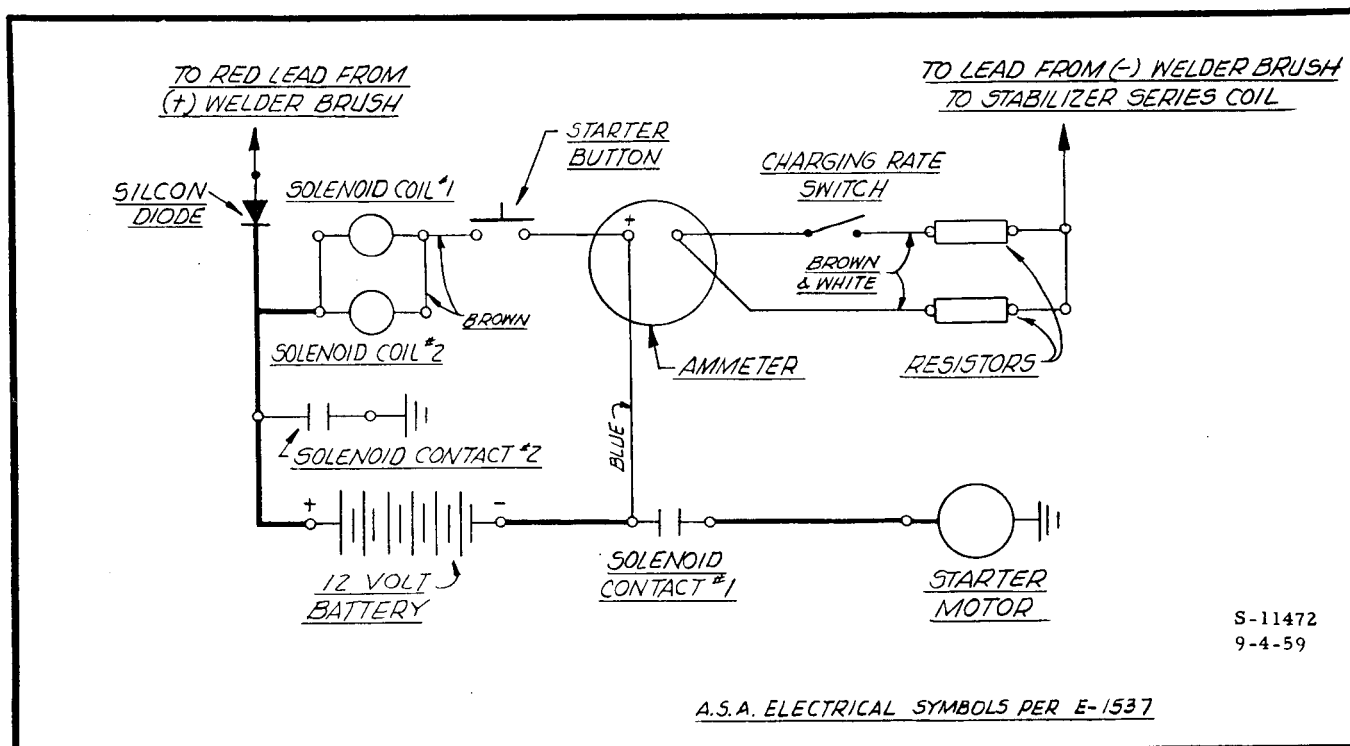 TO RED LEAD FROM
(+) WELDER BRUSH
TO LEAD FROM (-) WELDER BRUSH
TO STABILIZER SERIES COIL
STARTER
BUTTON
CHARGING RATE
SWITCH
SILCON
DIODE
SOLENOID COIL #1
+
BROWN
& WHITE
BROWN
SOLENOID COIL #2
AMMETER
RESISTORS
BLUE
SOLENOID CONTACT #2
+
-
12 VOLT
BATTERY
SOLENOID
CONTACT #1
STARTER
MOTOR
S-11472
9-4-59
A.S.A. ELECTRICAL SYMBOLS PER E-1537